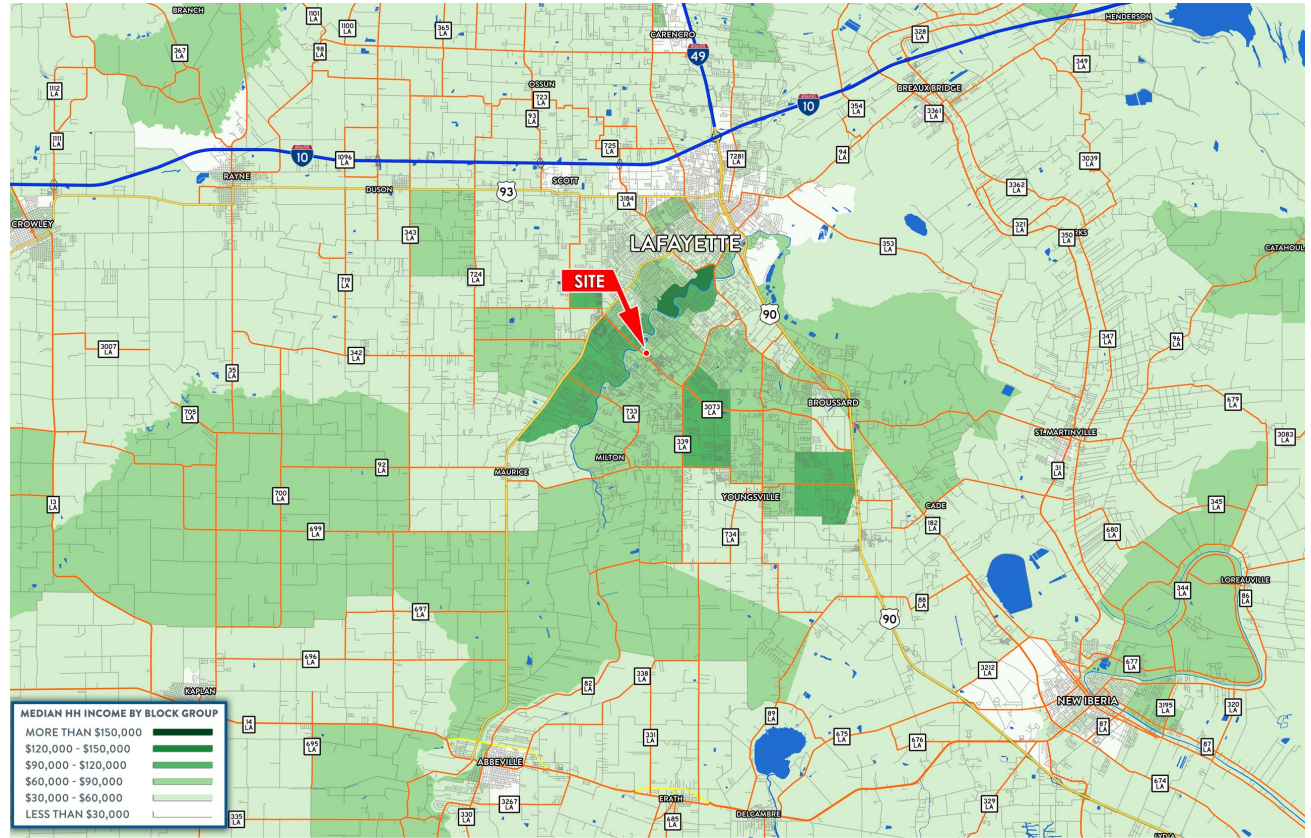 BRANCH
1101 LA
1100 LA
365 LA
367 LA
98 LA
CARENCRO
49
328 LA
HENDERSON
349 LA
1112 LA
OSSUN
723 LA
93 LA
BREAUX BRIDGE
10
354 LA
3361 LA
1111 LA
10
1096 LA
725 LA
7281 LA
94 LA
3039 LA
RAYNE
DUSON
93
SCOTT
3184 LA
3362 LA
321 LA
350 LA
RKS
CROWLEY
343 LA
LAFAYETTE
353 LA
CATAHOUL
719 LA
724 LA
SITE
90
3007 LA
342 LA
347 LA
96 LA
35 LA
705 LA
733 LA
3073 LA
BROUSSARD
679 LA
339 LA
ST. MARTINVILLE
3083 LA
92 LA
MAURICE
MILTON
31 LA
13 LA
700 LA
YOUNGSVILLE
CADE
345 LA
699 LA
734 LA
182 LA
680 LA
344 LA
LOREAUVILLE
86 LA
697 LA
88 LA
90
696 LA
3212 LA
677 LA
KAPLAN
82 LA
338 LA
NEW IBERIA
3195 LA
320 LA
14 LA
89 LA
87 LA
695 LA
331 LA
675 LA
676 LA
87 LA
ABBEVILLE
674 LA
ERATH
3267 LA
329 LA
335 LA
330 LA
685 LA
DELCAMBRE
LYDIA
MEDIAN HH INCOME BY BLOCK GROUP
MORE THAN $150,000
$120,000 - $150,000
$90,000 - $120,000
$60,000 - $90,000
$30,000 - $60,000
LESS THAN $30,000